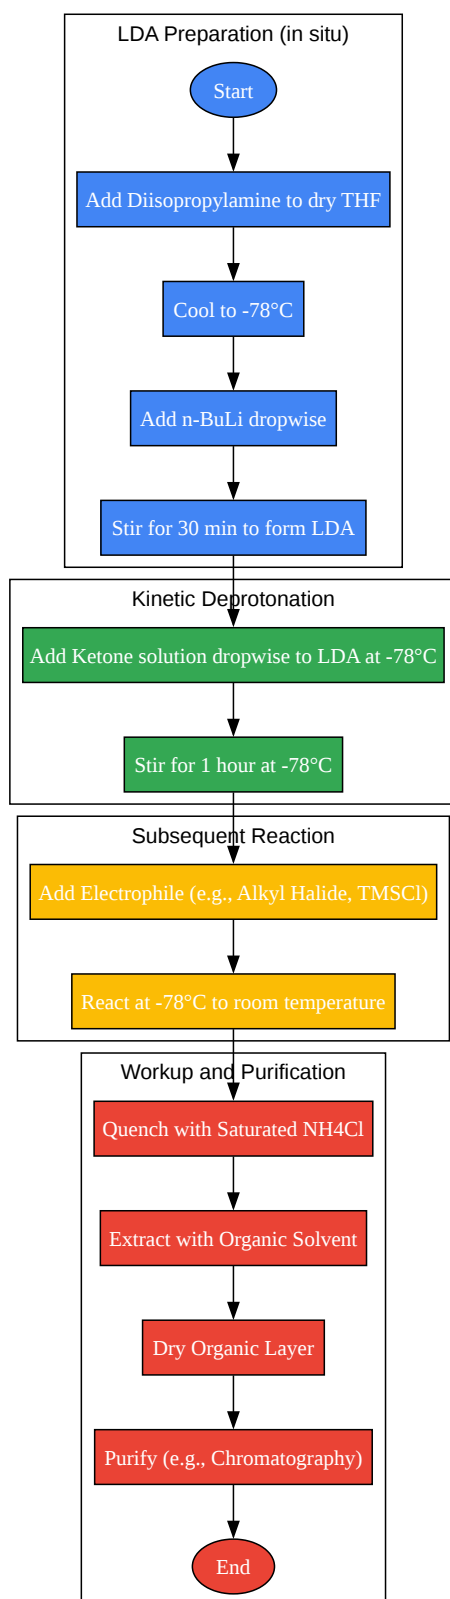 LDA Preparation (in situ)
Start
Add Diisopropylamine to dry THF
Cool to -78°C
Add n-BuLi dropwise
Stir for 30 min to form LDA
Kinetic Deprotonation
Add Ketone solution dropwise to LDA at -78°C
Stir for 1 hour at -78°C
Subsequent Reaction
Add Electrophile (e.g., Alkyl Halide, TMSCl)
React at -78°C to room temperature
Workup and Purification
Quench with Saturated NH4Cl
Extract with Organic Solvent
Dry Organic Layer
Purify (e.g., Chromatography)
End